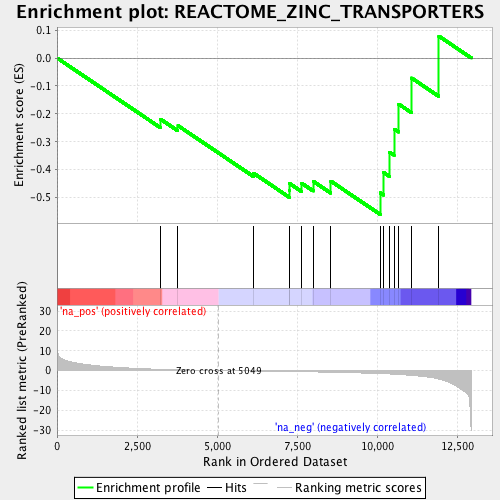 Enrichment plot: REACTOME_ZINC_TRANSPORTERS
Enrichment score (ES)
0.1
0.0
-0.1
-0.2
-0.3
-0.4
-0.5
Ranked list metric (PreRanked)
30
20
10
0
-10
-20
-30
'na_pos' (positively correlated)
Zero cross at 5049
'na_neg' (negatively correlated)
0
2,500
5,000
7,500
10,000
12,500
Rank in Ordered Dataset
Enrichment profile
Hits
Ranking metric scores